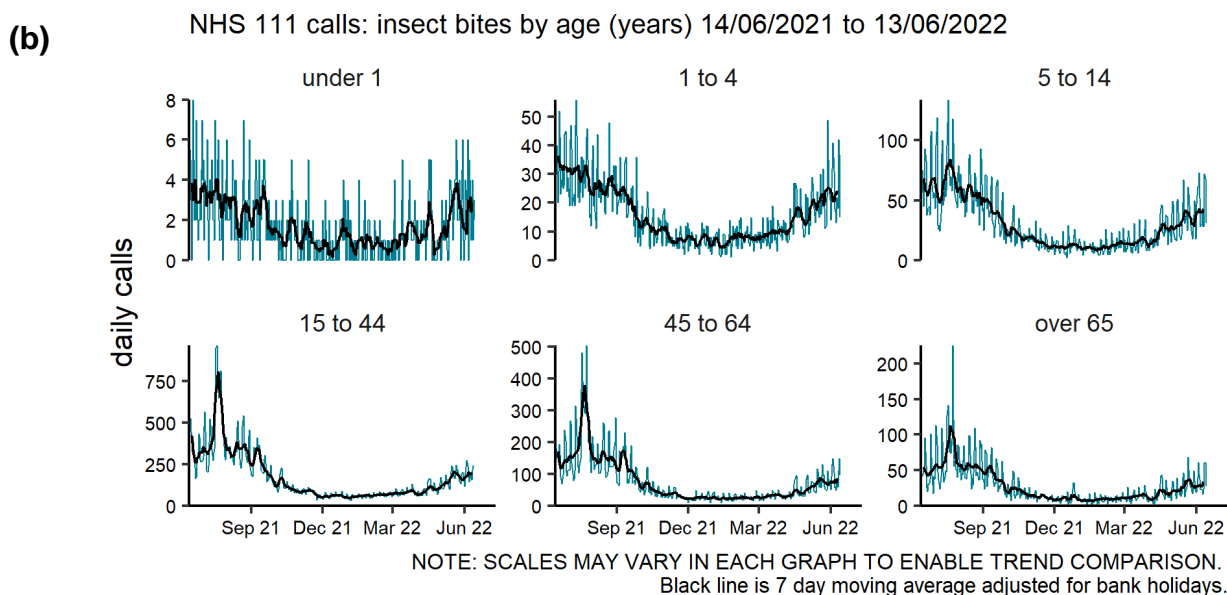 (b)
NHS 111 calls: insect bites by age (years) 14/06/2021 to 13/06/2022
under 1
1 to 4
5 to 14
8
6
4
2
0
50
40
30
20
10
0
100
50
0
daily calls
15 to 44
45 to 64
over 65
750
500
250
0
500
400
300
200
100
0
200
150
100
50
0
Sep 21 Dec 21 Mar 22 Jun 22
Sep 21 Dec 21 Mar 22 Jun 22
Sep 21 Dec 21 Mar 22 Jun 22
NOTE: SCALES MAY VARY IN EACH GRAPH TO ENABLE TREND COMPARISON.
Black line is 7 day moving average adjusted for bank holidays.